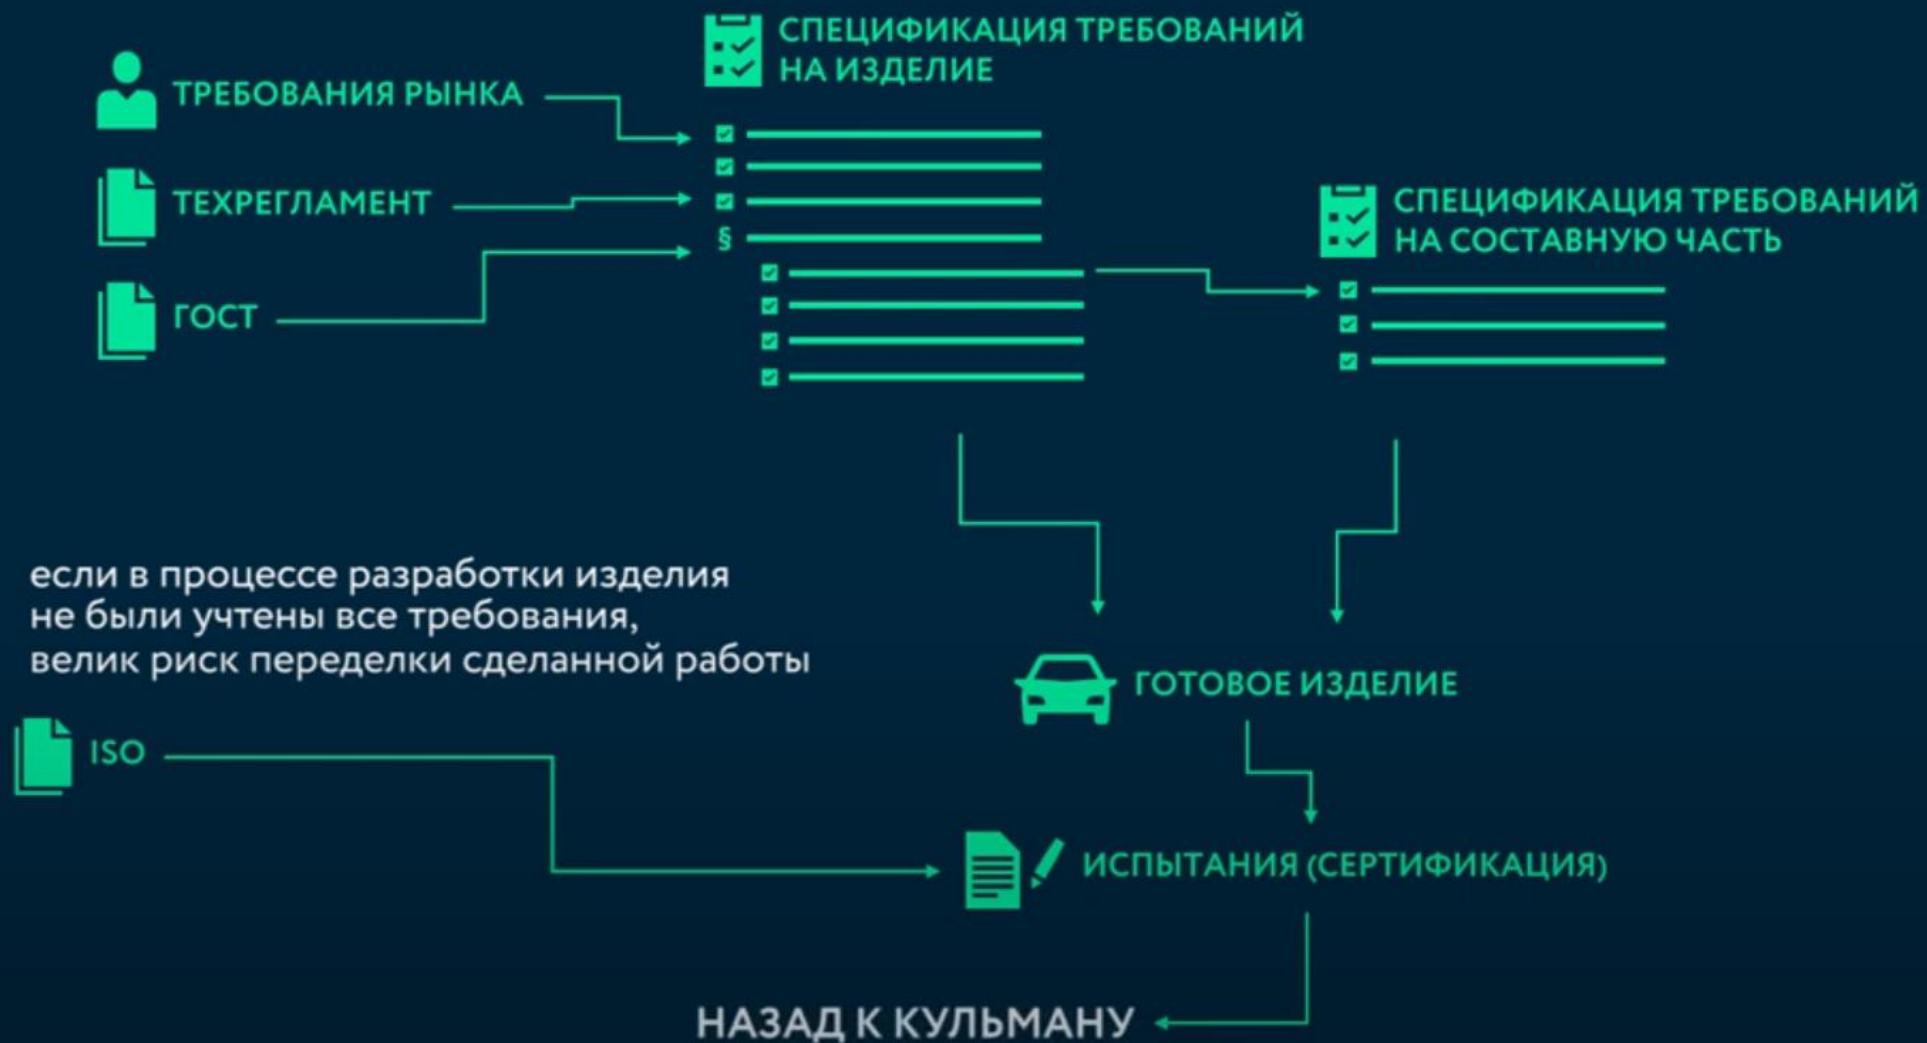 СПЕЦИФИКАЦИЯ ТРЕБОВАНИЙ
НА ИЗДЕЛИЕ
ТРЕБОВАНИЯ РЫНКА
ТЕХРЕГЛАМЕНТ
ГОСТ
§
СПЕЦИФИКАЦИЯ ТРЕБОВАНИЙ
НА СОСТАВНУЮ ЧАСТЬ
если в процессе разработки изделия
не были учтены все требования,
велик риск переделки сделанной работы
ГОТОВОЕ ИЗДЕЛИЕ
ISO
ИСПЫТАНИЯ (СЕРТИФИКАЦИЯ)
НАЗАД К КУЛЬМАНУ